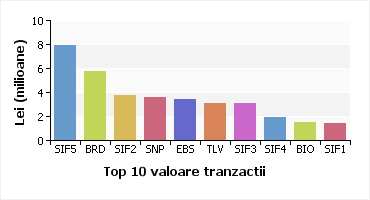 10
8
6
4
2
0
Lei (milioane)
SIF5 BRD SIF2 SNP EBS TLV SIF3 SIF4 BIO SIF1
Top 10 valoare tranzactii